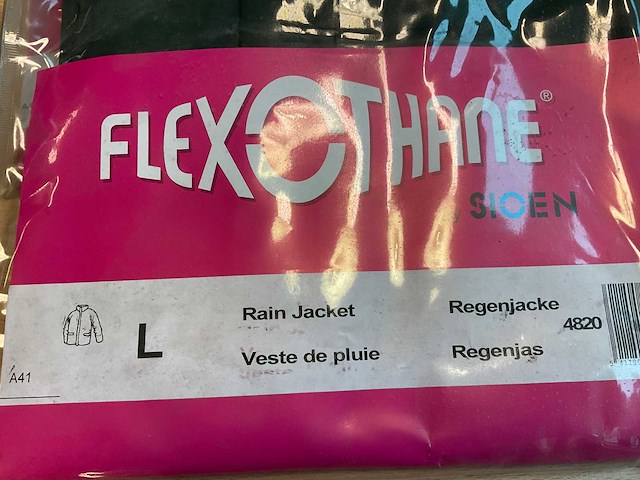 FLEXOTHANE®
by SIOEN
L
Rain Jacket
Regenjacke
4820
Veste de pluie
Regenjas
A41